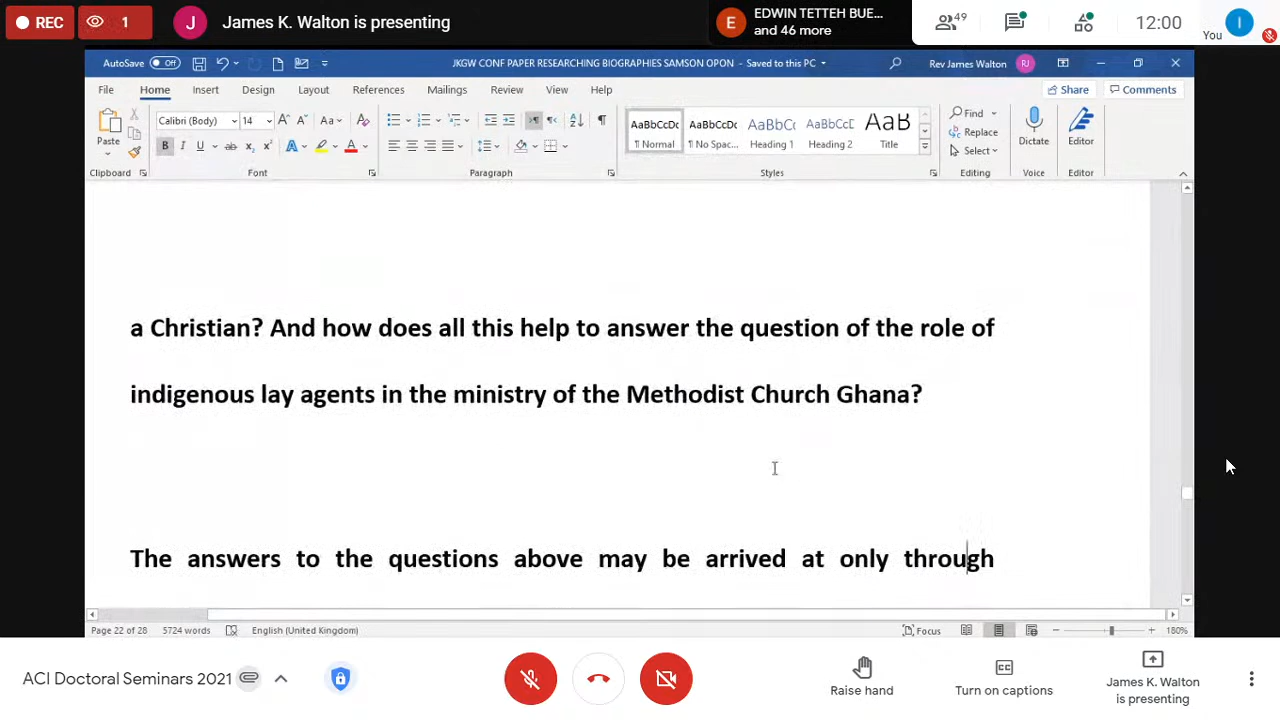 REC
1
J
James K. Walton is presenting
E
EDWIN TETTEH BUE...
and 46 more
49
12:00
You
I
AutoSave
Off
JKGW CONF PAPER RESEARCHING BIOGRAPHIES SAMSON OPON - Saved to this PC
Rev James Walton
RJ
File Home Insert Design Layout References Mailings Review View Help
Share
Comments
Paste
Calibri (Body)
14
Find
Replace
Select
AaBbCcDc
AaBbCcDc
AaBbCc
AaBbCcD
AaB
¶ Normal
¶ No Spac...
Heading 1
Heading 2
Title
Dictate
Editor
Clipboard
Font
Paragraph
Styles
Editing
Voice
Editor
a Christian? And how does all this help to answer the question of the role of
indigenous lay agents in the ministry of the Methodist Church Ghana?
The answers to the questions above may be arrived at only through
Page 22 of 28
5724 words
English (United Kingdom)
Focus
180%
ACI Doctoral Seminars 2021
Raise hand
Turn on captions
James K. Walton
is presenting